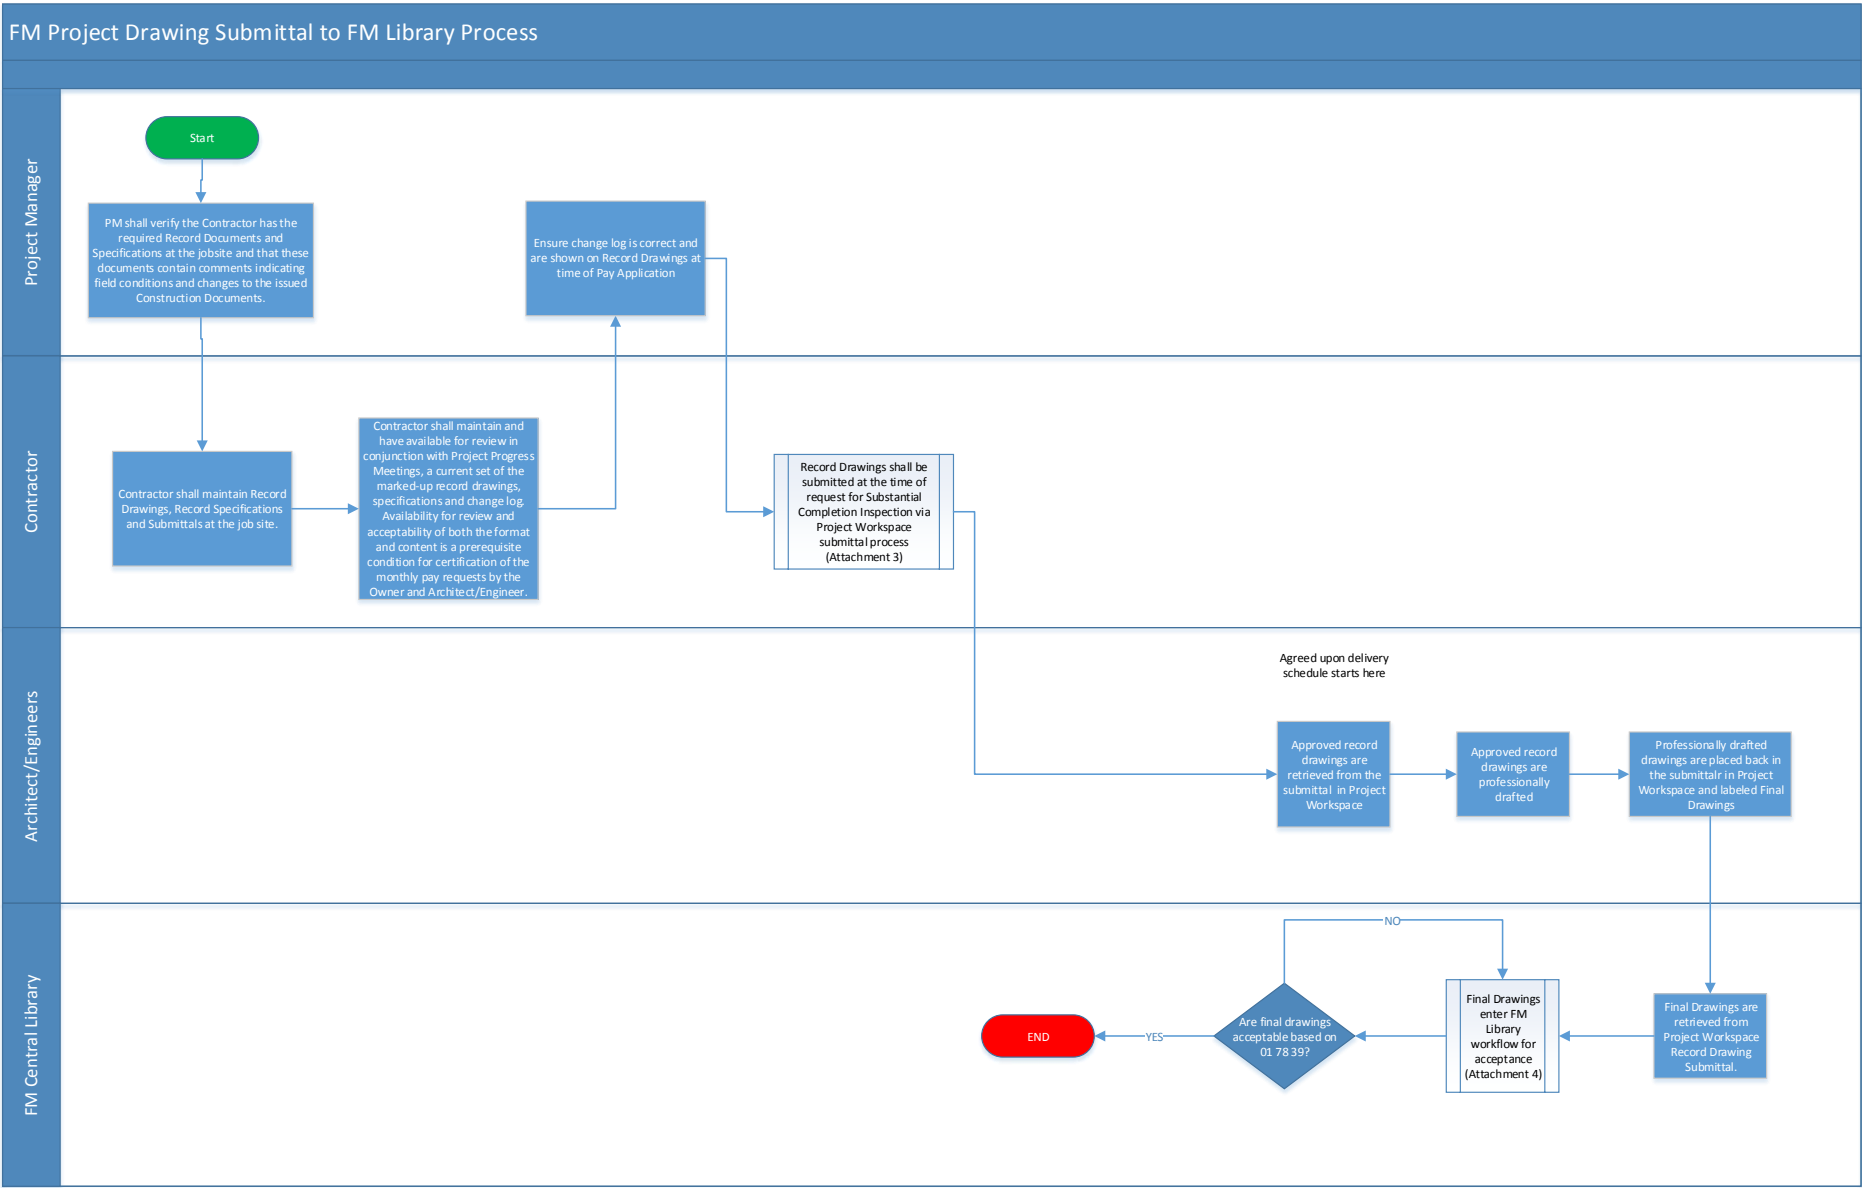 FM Project Drawing Submittal to FM Library Process
Project Manager
Start
PM shall verify the Contractor has the
required Record Documents and
Specifications at the jobsite and that these
documents contain comments indicating
field conditions and changes to the issued
Construction Documents.
Ensure change log is correct and
are shown on Record Drawings at
time of Pay Application
Contractor
Contractor shall maintain Record
Drawings, Record Specifications
and Submittals at the job site.
Contractor shall maintain and
have available for review in
conjunction with Project Progress
Meetings, a current set of the
marked-up record drawings,
specifications and change log.
Availability for review and
acceptability of both the format
and content is a prerequisite
condition for certification of the
monthly pay requests by the
Owner and Architect/Engineer.
Record Drawings shall be
submitted at the time of
request for Substantial
Completion Inspection via
Project Workspace
submittal process
(Attachment 3)
Architect/Engineers
Agreed upon delivery
schedule starts here
Approved record
drawings are
retrieved from the
submittal in Project
Workspace
Approved record
drawings are
professionally
drafted
Professionally drafted
drawings are placed back in
the submittalr in Project
Workspace and labeled Final
Drawings
FM Central Library
NO
END
YES
Are final drawings
acceptable based on
01 78 39?
Final Drawings
enter FM
Library
workflow for
acceptance
(Attachment 4)
Final Drawings are
retrieved from
Project Workspace
Record Drawing
Submittal.